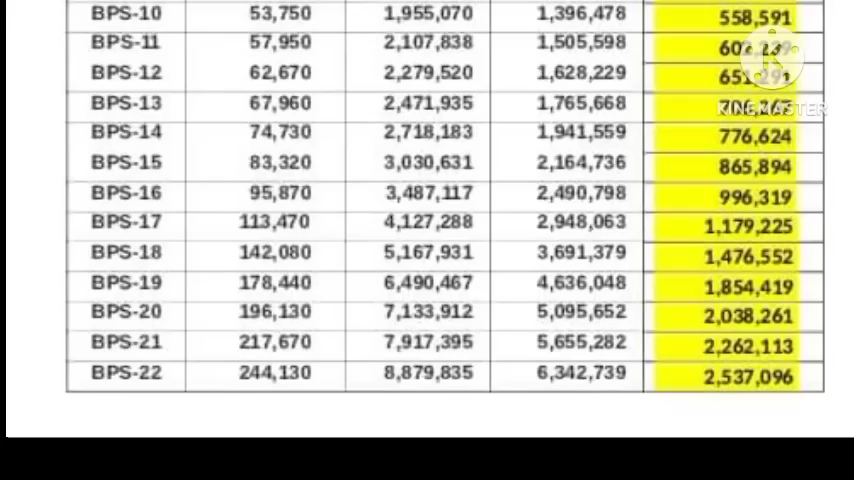 BPS-10 53,750 1,955,070 1,396,478 558,591
BPS-11 57,950 2,107,838 1,505,598 602,239
BPS-12 62,670 2,279,520 1,628,229 651,291
BPS-13 67,960 2,471,935 1,765,668
KINEMASTER
BPS-14 74,730 2,718,183 1,941,559 776,624
BPS-15 83,320 3,030,631 2,164,736 865,894
BPS-16 95,870 3,487,117 2,490,798 996,319
BPS-17 113,470 4,127,288 2,948,063 1,179,225
BPS-18 142,080 5,167,931 3,691,379 1,476,552
BPS-19 178,440 6,490,467 4,636,048 1,854,419
BPS-20 196,130 7,133,912 5,095,652 2,038,261
BPS-21 217,670 7,917,395 5,655,282 2,262,113
BPS-22 244,130 8,879,835 6,342,739 2,537,096